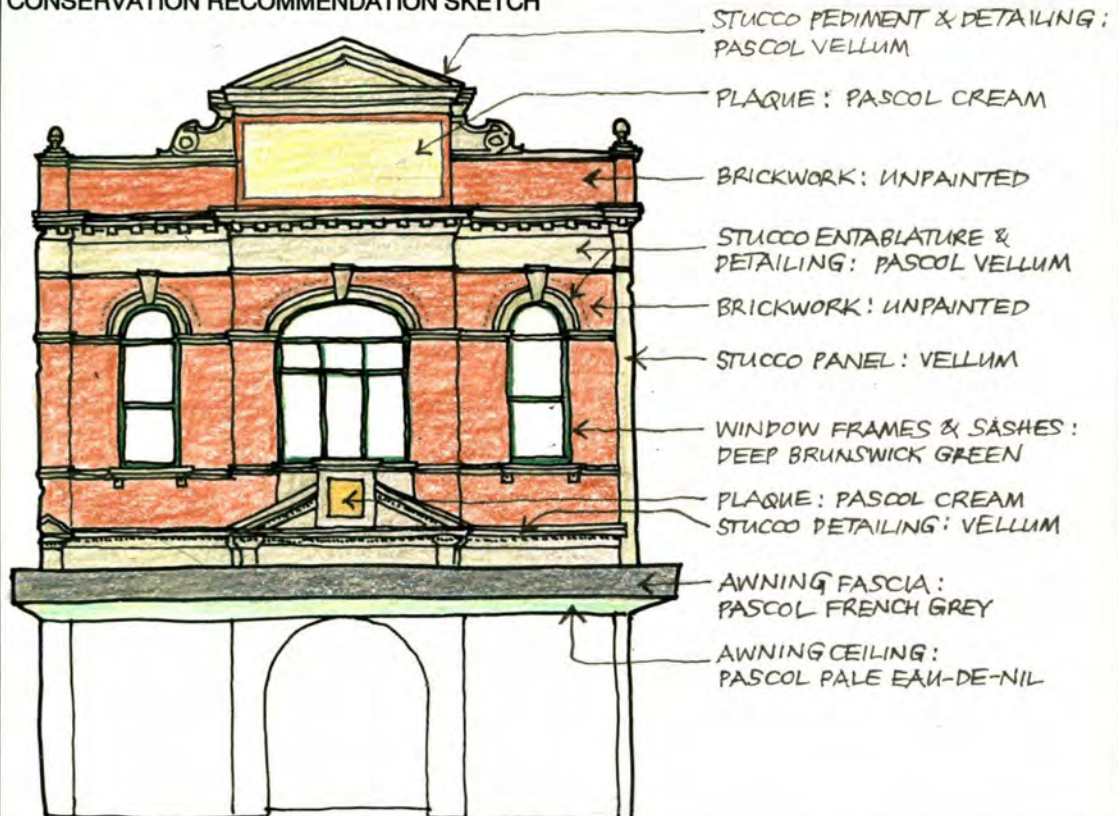 CONSERVATION RECOMMENDATION SKETCH
STUCCO PEDIMENT & DETAILING:
PASCOL VELLUM
PLAQUE: PASCOL CREAM
BRICKWORK: UNPAINTED
STUCCO ENTABLATURE &
DETAILING: PASCOL VELLUM
BRICKWORK: UNPAINTED
STUCCO PANEL: VELLUM
WINDOW FRAMES & SASHES:
DEEP BRUNSWICK GREEN
PLAQUE: PASCOL CREAM
STUCCO DETAILING: VELLUM
AWNING FASCIA:
PASCOL FRENCH GREY
AWNING CEILING:
PASCOL PALE EAU-DE-NIL